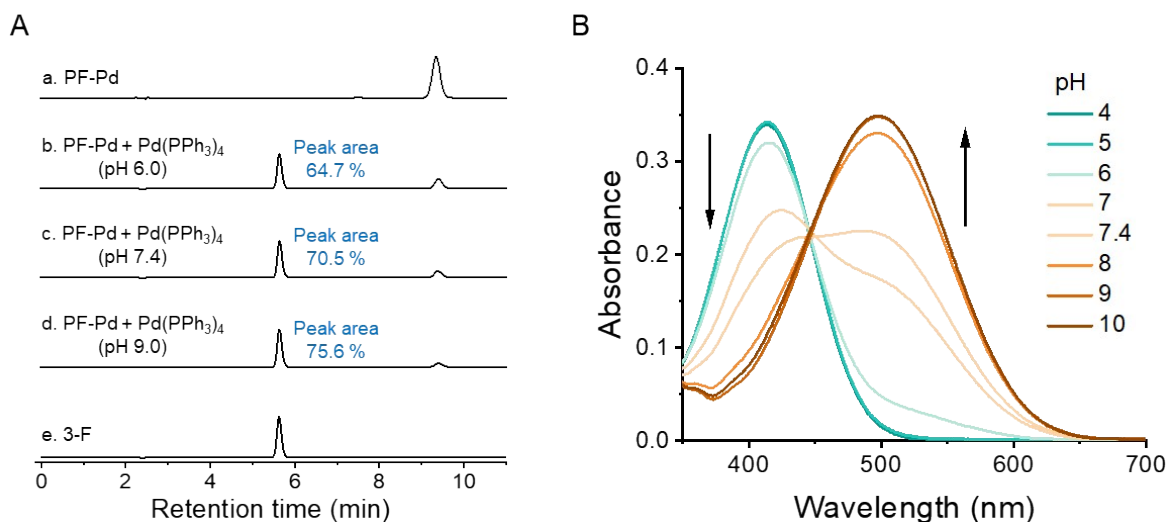 A
a. PF-Pd
b. PF-Pd + Pd(PPh₃)₄
(pH 6.0)
Peak area
64.7 %
c. PF-Pd + Pd(PPh₃)₄
(pH 7.4)
Peak area
70.5 %
d. PF-Pd + Pd(PPh₃)₄
(pH 9.0)
Peak area
75.6 %
e. 3-F
0 2 4 6 8 10
Retention time (min)
B
0.4
0.3
0.2
0.1
0.0
Absorbance
400 500 600 700
Wavelength (nm)
pH
4
5
6
7
7.4
8
9
10